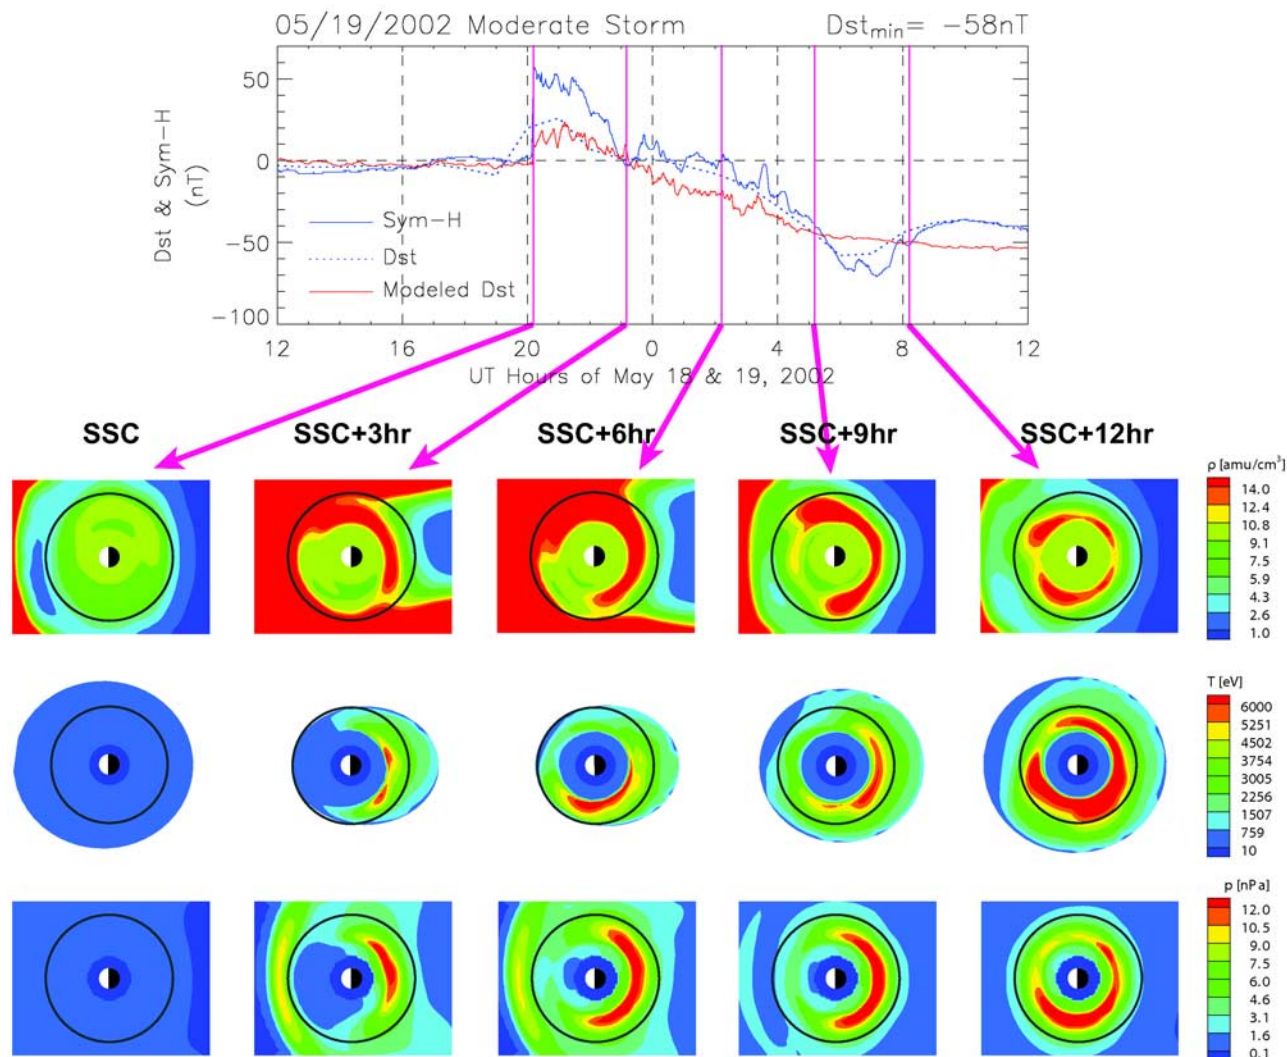 05/19/2002 Moderate Storm Dst_min= -58nT
Dst & Sym-H
(nT)
50
0
-50
-100
Sym-H
Dst
Modeled Dst
12 16 20 0 4 8 12
UT Hours of May 18 & 19, 2002
SSC SSC+3hr SSC+6hr SSC+9hr SSC+12hr
ρ [amu/cm³]
14.0
12.4
10.8
9.1
7.5
5.9
4.3
2.6
1.0
T [eV]
6000
5251
4502
3754
3005
2256
1507
759
10
p [nPa]
12.0
10.5
9.0
7.5
6.0
4.6
3.1
1.6
0.1